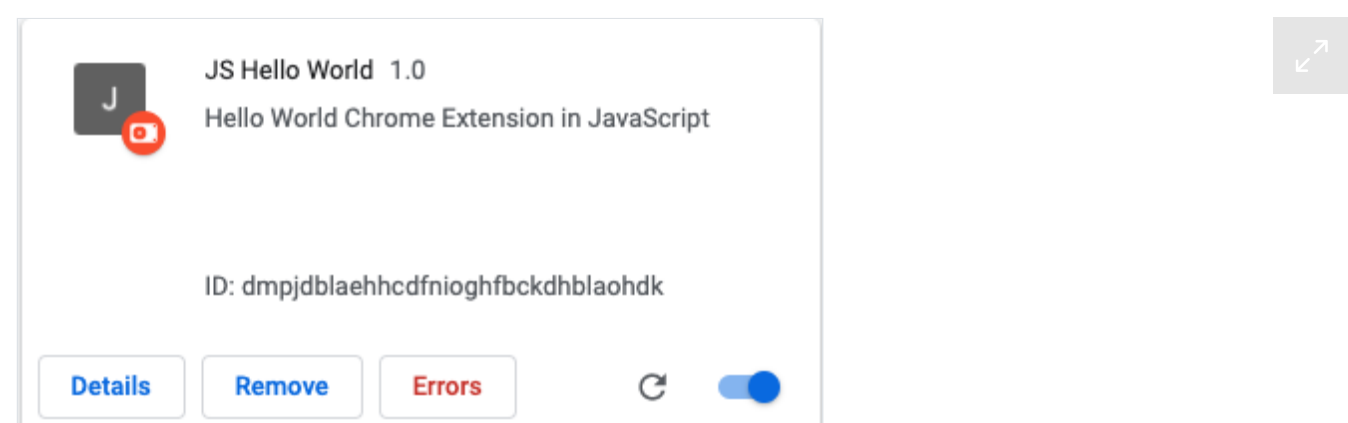 J
JS Hello World 1.0
Hello World Chrome Extension in JavaScript
ID: dmpjdblaehhcdfnioghfbckdhblaohdk
Details Remove Errors